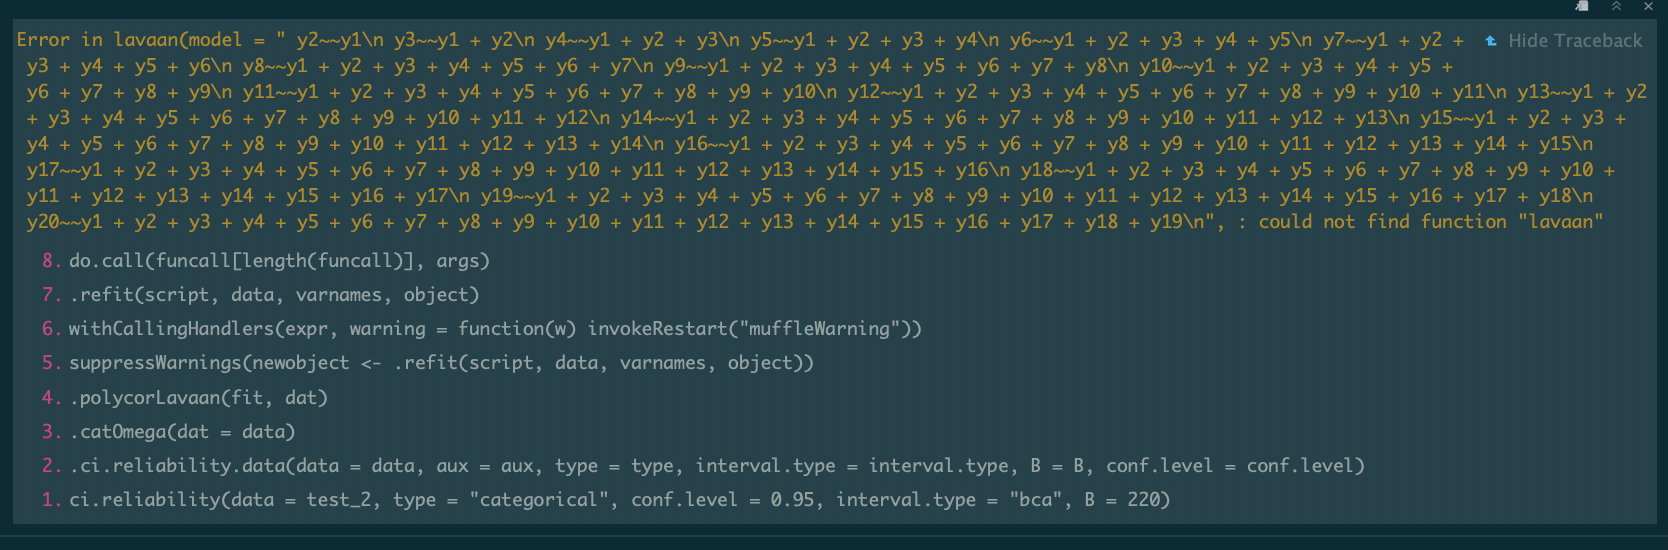 Error in lavaan(model = " y2~~y1\n y3~~y1 + y2\n y4~~y1 + y2 + y3\n y5~~y1 + y2 + y3 + y4\n y6~~y1 + y2 + y3 + y4 + y5\n y7~~y1 + y2 + Hide Traceback
y3 + y4 + y5 + y6\n y8~~y1 + y2 + y3 + y4 + y5 + y6 + y7\n y9~~y1 + y2 + y3 + y4 + y5 + y6 + y7 + y8\n y10~~y1 + y2 + y3 + y4 + y5 +
y6 + y7 + y8 + y9\n y11~~y1 + y2 + y3 + y4 + y5 + y6 + y7 + y8 + y9 + y10\n y12~~y1 + y2 + y3 + y4 + y5 + y6 + y7 + y8 + y9 + y10 + y11\n y13~~y1 + y2
+ y3 + y4 + y5 + y6 + y7 + y8 + y9 + y10 + y11 + y12\n y14~~y1 + y2 + y3 + y4 + y5 + y6 + y7 + y8 + y9 + y10 + y11 + y12 + y13\n y15~~y1 + y2 + y3 +
y4 + y5 + y6 + y7 + y8 + y9 + y10 + y11 + y12 + y13 + y14\n y16~~y1 + y2 + y3 + y4 + y5 + y6 + y7 + y8 + y9 + y10 + y11 + y12 + y13 + y14 + y15\n
y17~~y1 + y2 + y3 + y4 + y5 + y6 + y7 + y8 + y9 + y10 + y11 + y12 + y13 + y14 + y15 + y16\n y18~~y1 + y2 + y3 + y4 + y5 + y6 + y7 + y8 + y9 + y10 +
y11 + y12 + y13 + y14 + y15 + y16 + y17\n y19~~y1 + y2 + y3 + y4 + y5 + y6 + y7 + y8 + y9 + y10 + y11 + y12 + y13 + y14 + y15 + y16 + y17 + y18\n
y20~~y1 + y2 + y3 + y4 + y5 + y6 + y7 + y8 + y9 + y10 + y11 + y12 + y13 + y14 + y15 + y16 + y17 + y18 + y19\n", : could not find function "lavaan"
8. do.call(funcall[length(funcall)], args)
7. .refit(script, data, varnames, object)
6. withCallingHandlers(expr, warning = function(w) invokeRestart("muffleWarning"))
5. suppressWarnings(newobject <- .refit(script, data, varnames, object))
4. .polycorLavaan(fit, dat)
3. .catOmega(dat = data)
2. .ci.reliability.data(data = data, aux = aux, type = type, interval.type = interval.type, B = B, conf.level = conf.level)
1. ci.reliability(data = test_2, type = "categorical", conf.level = 0.95, interval.type = "bca", B = 220)